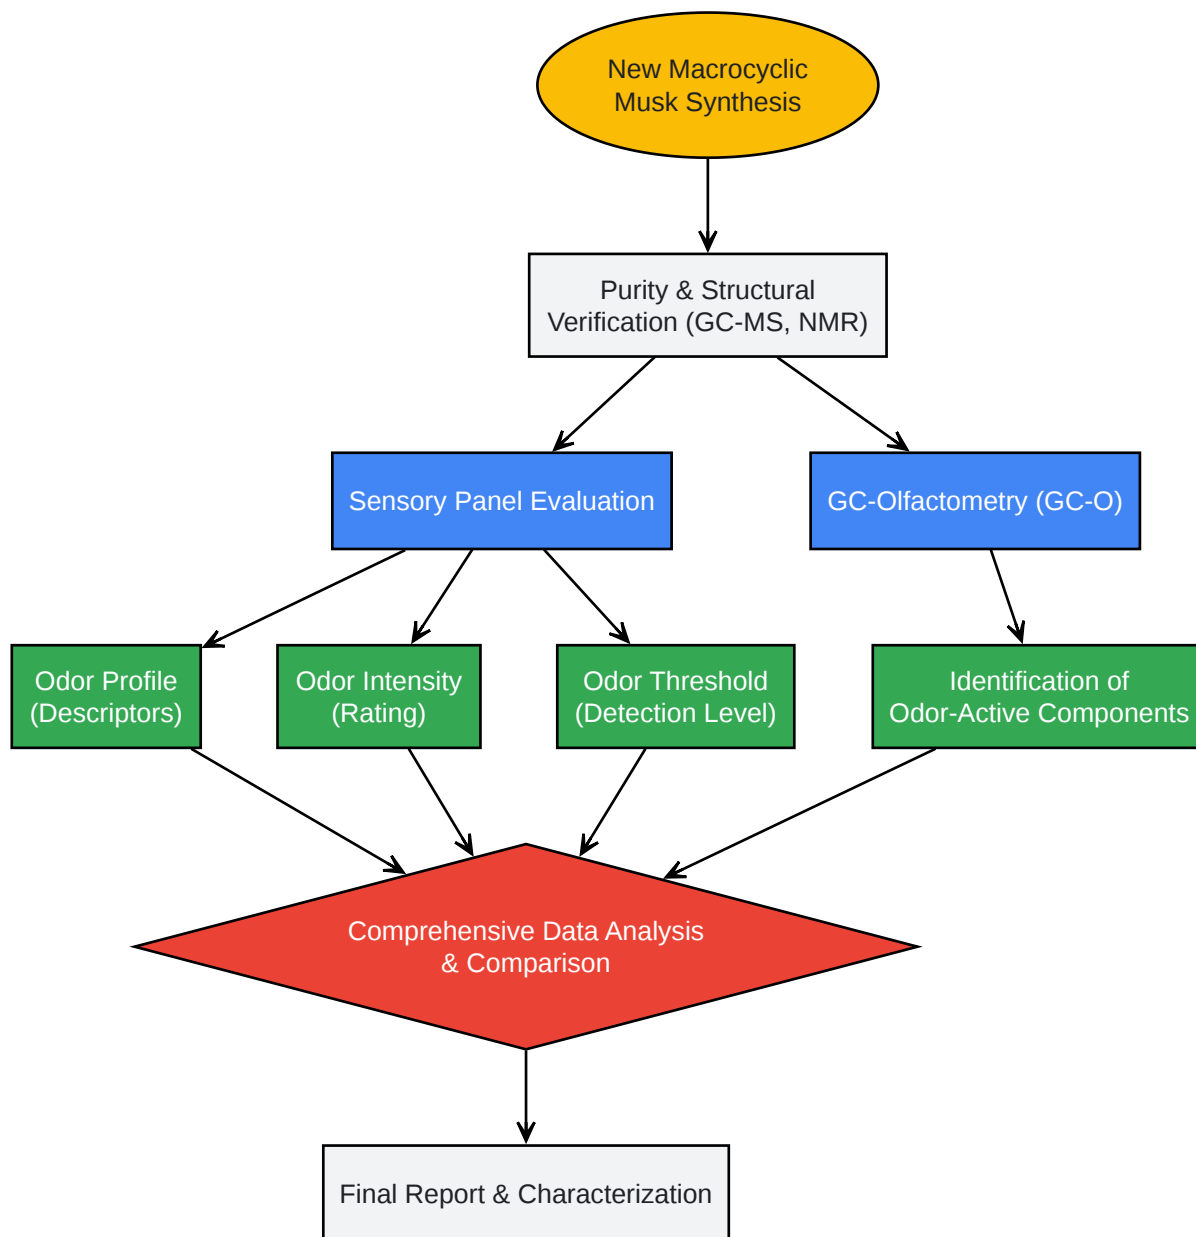 New Macrocyclic
Musk Synthesis
Purity & Structural
Verification (GC-MS, NMR)
Sensory Panel Evaluation
GC-Olfactometry (GC-O)
Odor Profile
(Descriptors)
Odor Intensity
(Rating)
Odor Threshold
(Detection Level)
Identification of
Odor-Active Components
Comprehensive Data Analysis
& Comparison
Final Report & Characterization